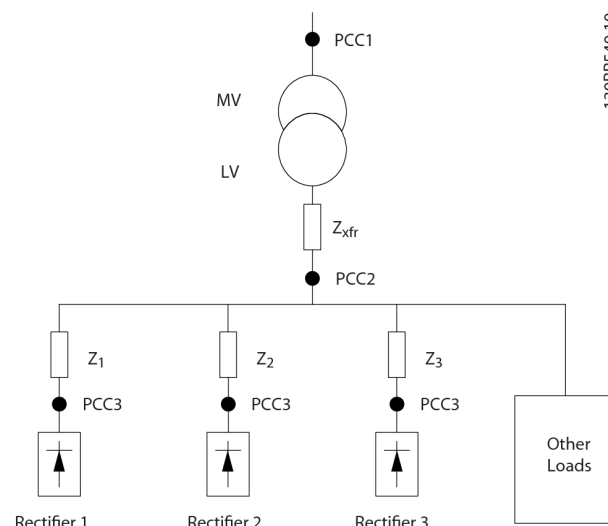 PCC1
MV
LV
Z_xfr
PCC2
Z_1
Z_2
Z_3
PCC3
PCC3
PCC3
Other
Loads
Rectifier 1
Rectifier 2
Rectifier 3